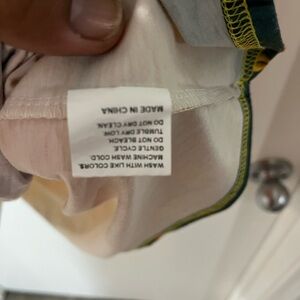 WASH WITH LIKE COLORS.
MACHINE WASH COLD
GENTLE CYCLE.
DO NOT BLEACH.
TUMBLE DRY LOW.
DO NOT DRY CLEAN.
MADE IN CHINA